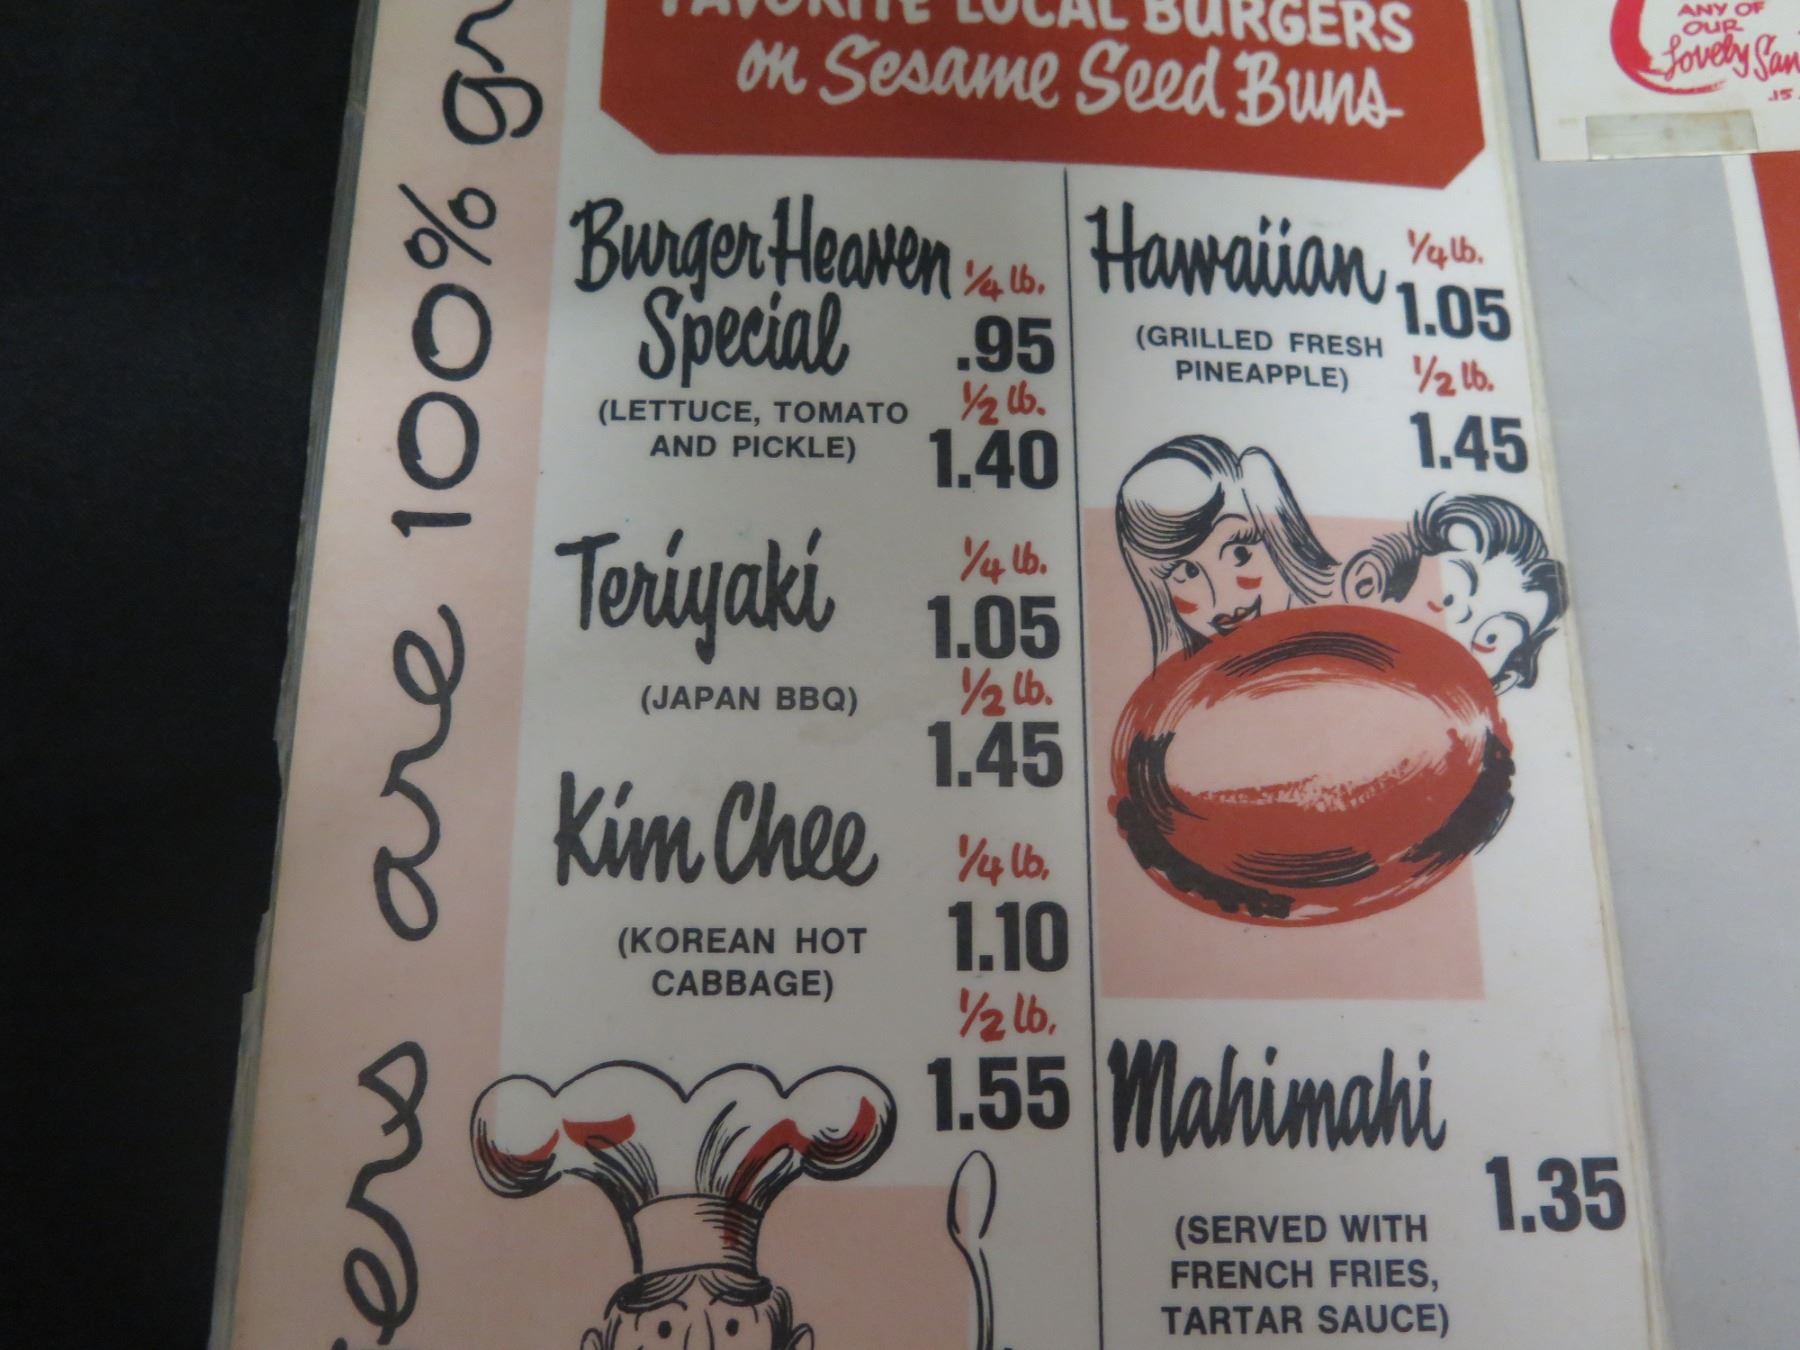 FAVORITE LOCAL BURGERS
on Sesame Seed Buns
Burger Heaven
Special
1/4 lb.
.95
1/2 lb.
1.40
(LETTUCE, TOMATO
AND PICKLE)
Teriyaki
1/4 lb.
1.05
1/2 lb.
1.45
(JAPAN BBQ)
Kim Chee
1/4 lb.
1.10
1/2 lb.
1.55
(KOREAN HOT
CABBAGE)
Hawaiian
1/4 lb.
1.05
1/2 lb.
1.45
(GRILLED FRESH
PINEAPPLE)
Mahimahi
1.35
(SERVED WITH
FRENCH FRIES,
TARTAR SAUCE)
are 100%
ANY OF
OUR
Lovely
.15